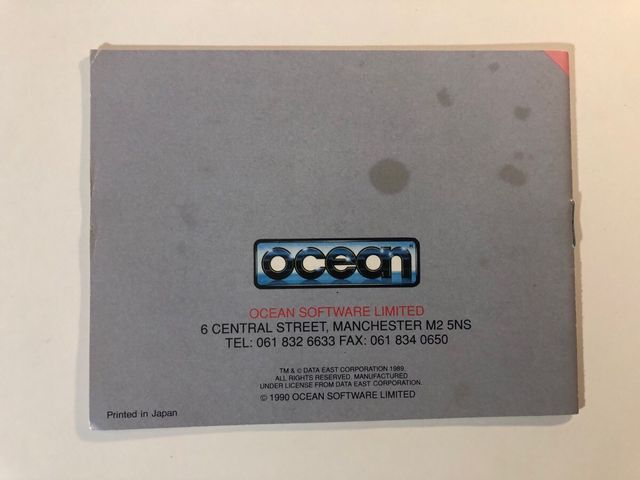 ocean
OCEAN SOFTWARE LIMITED
6 CENTRAL STREET, MANCHESTER M2 5NS
TEL: 061 832 6633 FAX: 061 834 0650
TM & © DATA EAST CORPORATION 1989.
ALL RIGHTS RESERVED. MANUFACTURED
UNDER LICENSE FROM DATA EAST CORPORATION.
© 1990 OCEAN SOFTWARE LIMITED
Printed in Japan